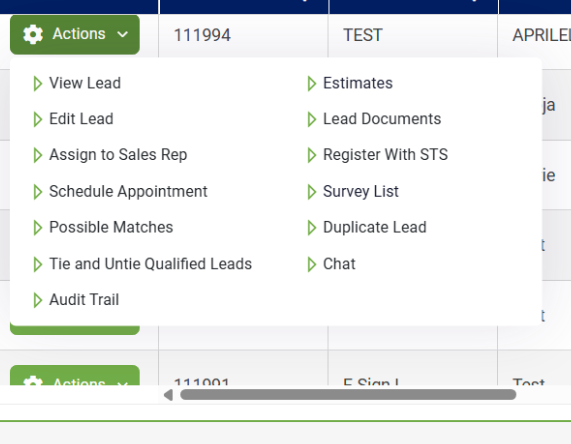 Actions 111994 TEST APRILEL
View Lead
Edit Lead
Assign to Sales Rep
Schedule Appointment
Possible Matches
Tie and Untie Qualified Leads
Audit Trail
Estimates
Lead Documents
Register With STS
Survey List
Duplicate Lead
Chat
ja
ie
t
t
Actions 111991 E Sign L Test